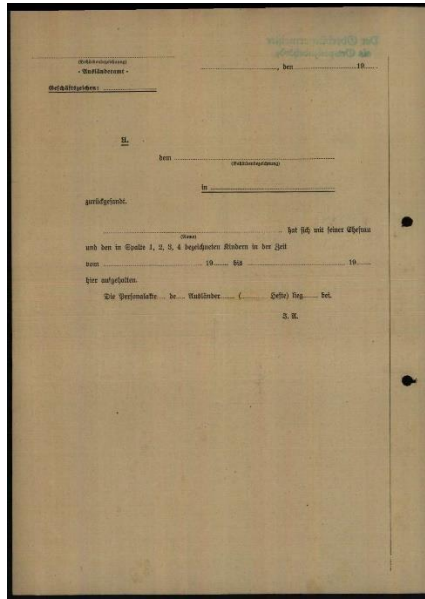 (Behördenbezeichnung)
- Ausländeramt -
Geschäftszeichen:
, den 19
U.
dem
(Behördenbezeichnung)
in
zurückgesandt.
(Name) hat sich mit seiner Ehefrau
und den in Spalte 1, 2, 3, 4 bezeichneten Kindern in der Zeit
vom 19 bis 19
hier aufgehalten.
Die Personalakte de Ausländer ( Hefte) lieg bei.
J. A.